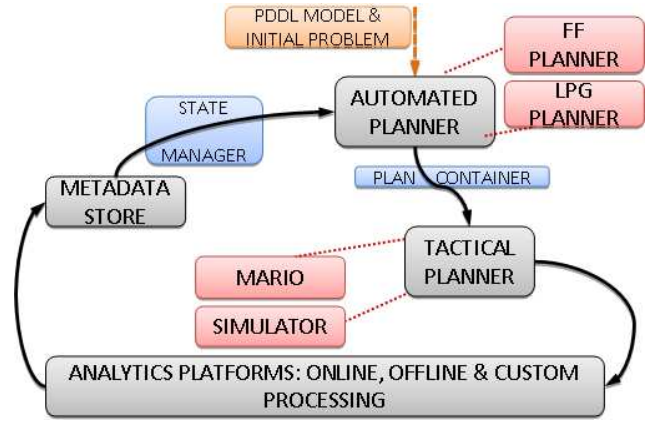 PDDL MODEL &
INITIAL PROBLEM
FF
PLANNER
LPG
PLANNER
AUTOMATED
PLANNER
STATE
MANAGER
PLAN CONTAINER
METADATA
STORE
TACTICAL
PLANNER
MARIO
SIMULATOR
ANALYTICS PLATFORMS: ONLINE, OFFLINE & CUSTOM
PROCESSING